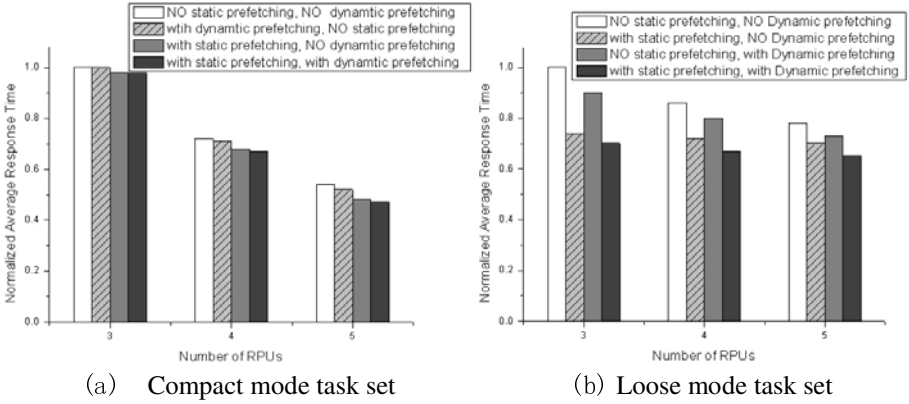 NO static prefetching, NO dynamtic prefetching
wtih dynamtic prefetching, NO static prefetching
with static prefetching, NO dynamtic prefetching
with static prefetching, with dynamtic prefetching
Normalized Average Response Time
1.0
0.8
0.6
0.4
0.2
0.0
3
4
5
Number of RPUs
(a) Compact mode task set
NO static prefetching, NO Dynamic prefetching
with static prefetching, NO Dynamic prefetching
NO static prefetching, with Dynamic prefetching
with static prefetching, with Dynamic prefetching
Normalized Average Response Time
1.0
0.8
0.6
0.4
0.2
0.0
3
4
5
Number of RPUs
(b) Loose mode task set